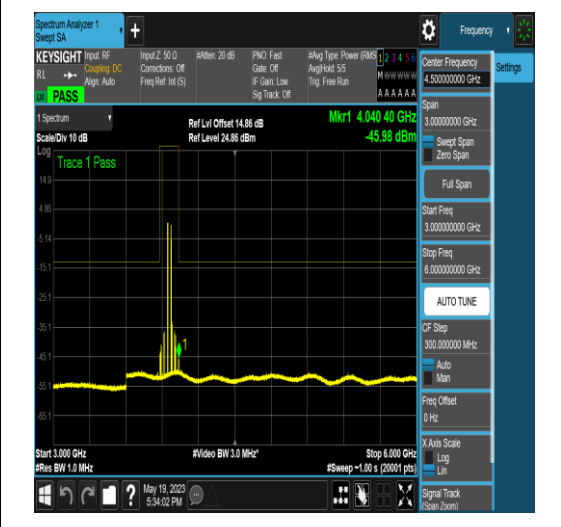 Spectrum Analyzer 1
Swept SA
+
Frequency
KEYSIGHT
RL
PASS
Input: RF
Coupling: DC
Align: Auto
Input Z: 50 Ω
Corrections: Off
Freq Ref: Int (S)
#Atten: 20 dB
PNO: Fast
Gate: Off
IF Gain: Low
Sig Track: Off
#Avg Type: Power (RMS
Avg|Hold: 5/5
Trig: Free Run
1 2 3 4 5 6
M W W W W W
A A A A A A
1 Spectrum
Scale/Div 10 dB
Ref Lvl Offset 14.86 dB
Ref Level 24.86 dBm
Mkr1 4.040 40 GHz
-45.98 dBm
Log
Trace 1 Pass
14.9
4.86
-5.14
-15.1
-25.1
-35.1
-45.1
-55.1
-65.1
1
Start 3.000 GHz
#Res BW 1.0 MHz
#Video BW 3.0 MHz*
Stop 6.000 GHz
#Sweep ~1.00 s (20001 pts)
?
May 19, 2023
5:34:02 PM
Center Frequency
4.500000000 GHz
Settings
Span
3.00000000 GHz
Swept Span
Zero Span
Full Span
Start Freq
3.000000000 GHz
Stop Freq
6.000000000 GHz
AUTO TUNE
CF Step
300.000000 MHz
Auto
Man
Freq Offset
0 Hz
X Axis Scale
Log
Lin
Signal Track
(Span Zoom)